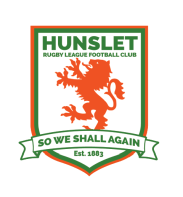 HUNSLET
RUGBY LEAGUE FOOTBALL CLUB
SO WE SHALL AGAIN
Est. 1883